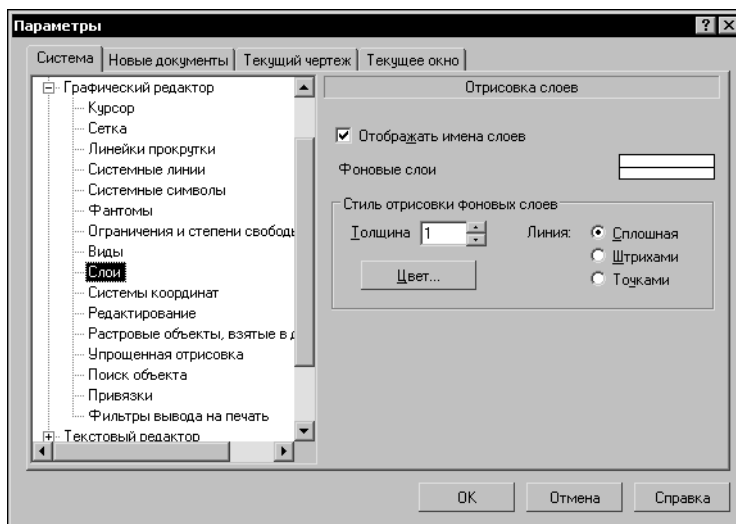 Параметры
Система
Новые документы
Текущий чертеж
Текущее окно
Графический редактор
Курсор
Сетка
Линейки прокрутки
Системные линии
Системные символы
Фантомы
Ограничения и степени свободы
Виды
Слои
Системы координат
Редактирование
Растровые объекты, взятые в д
Упрощенная отрисовка
Поиск объекта
Привязки
Фильтры вывода на печать
Текстовый редактор
Отрисовка слоев
Отображать имена слоев
Фоновые слои
Стиль отрисовки фоновых слоев
Толщина 1 Линия: Сплошная
Штрихами
Цвет...
Точками
OK Отмена Справка